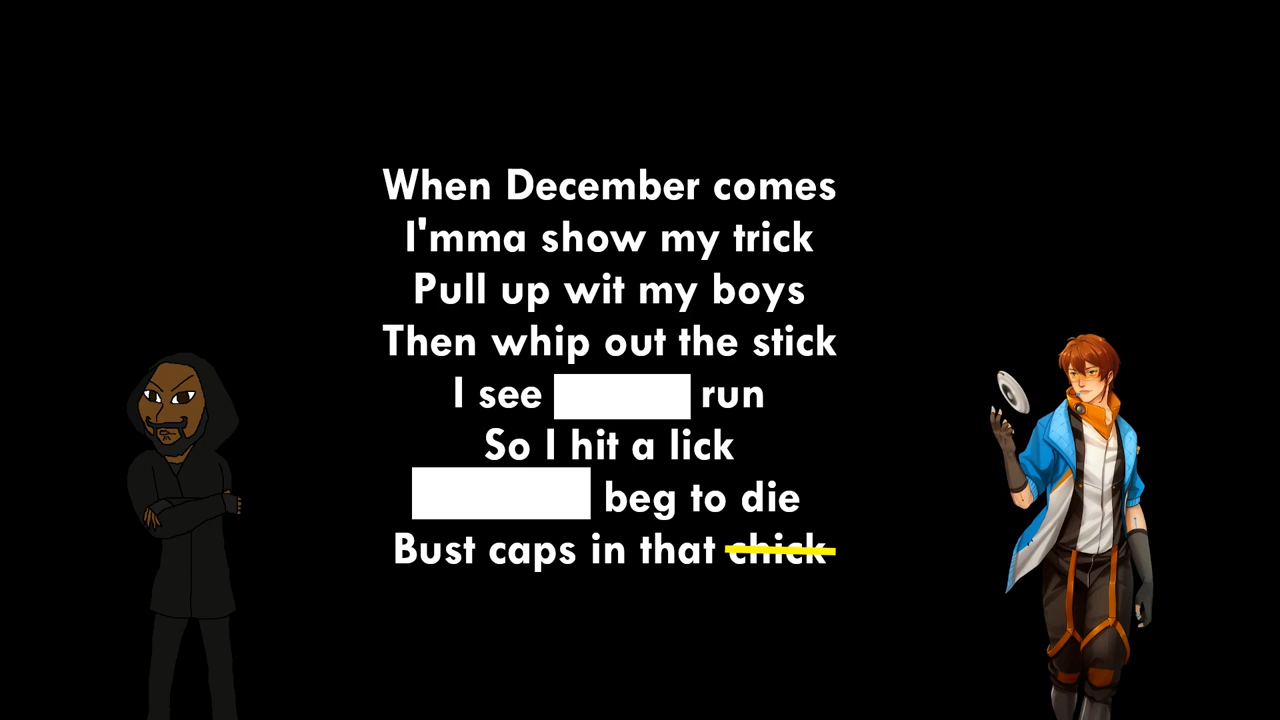 When December comes
I'mma show my trick
Pull up wit my boys
Then whip out the stick
I see run
So I hit a lick
beg to die
Bust caps in that chick